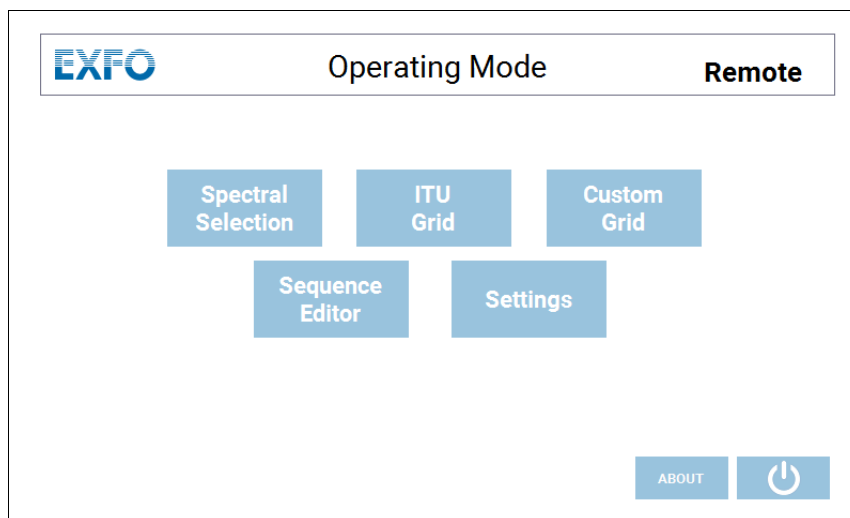 EXFO
Operating Mode
Remote
Spectral
Selection
ITU
Grid
Custom
Grid
Sequence
Editor
Settings
ABOUT